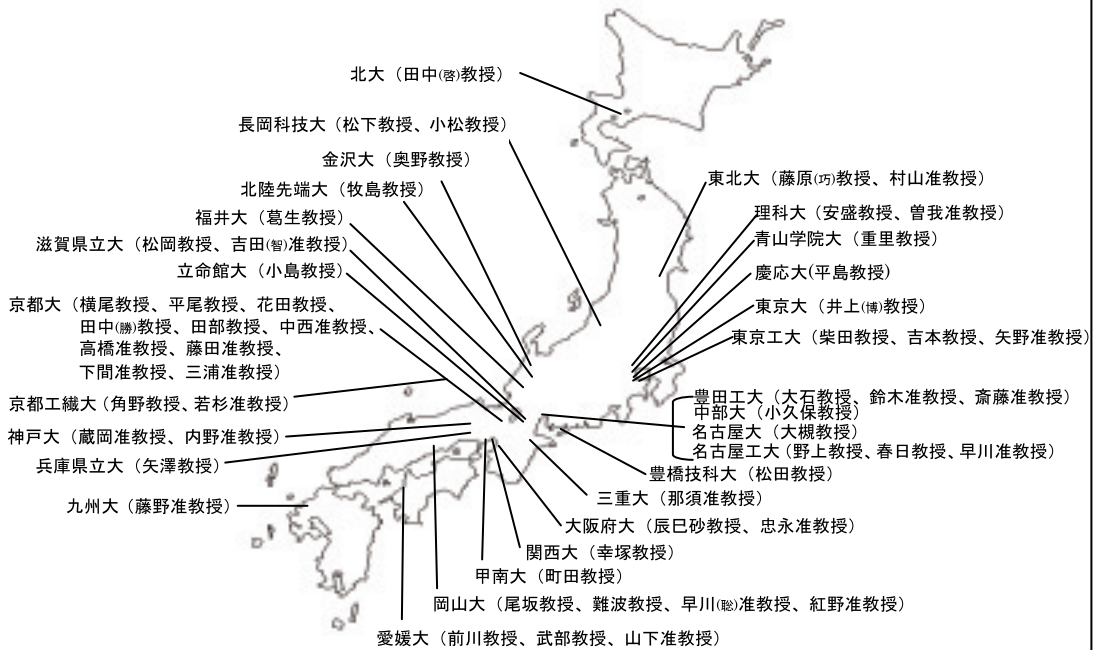 北大（田中(啓)教授）
長岡科技大（松下教授、小松教授）
金沢大（奥野教授）
北陸先端大（牧島教授）
福井大（葛生教授）
滋賀県立大（松岡教授、吉田(智)准教授）
立命館大（小島教授）
京都大（横尾教授、平尾教授、花田教授、
田中(勝)教授、田部教授、中西准教授、
高橋准教授、藤田准教授、
下間准教授、三浦准教授）
京都工繊大（角野教授、若杉准教授）
神戸大（蔵岡准教授、内野准教授）
兵庫県立大（矢澤教授）
九州大（藤野准教授）
東北大（藤原(巧)教授、村山准教授）
理科大（安盛教授、曽我准教授）
青山学院大（重里教授）
慶応大(平島教授)
東京大（井上(博)教授）
東京工大（柴田教授、吉本教授、矢野准教授）
豊田工大（大石教授、鈴木准教授、斎藤准教授）
中部大（小久保教授）
名古屋大（大槻教授）
名古屋工大（野上教授、春日教授、早川准教授）
豊橋技科大（松田教授）
三重大（那須准教授）
大阪府大（辰巳砂教授、忠永准教授）
関西大（幸塚教授）
甲南大（町田教授）
岡山大（尾坂教授、難波教授、早川(聡)准教授、紅野准教授）
愛媛大（前川教授、武部教授、山下准教授）